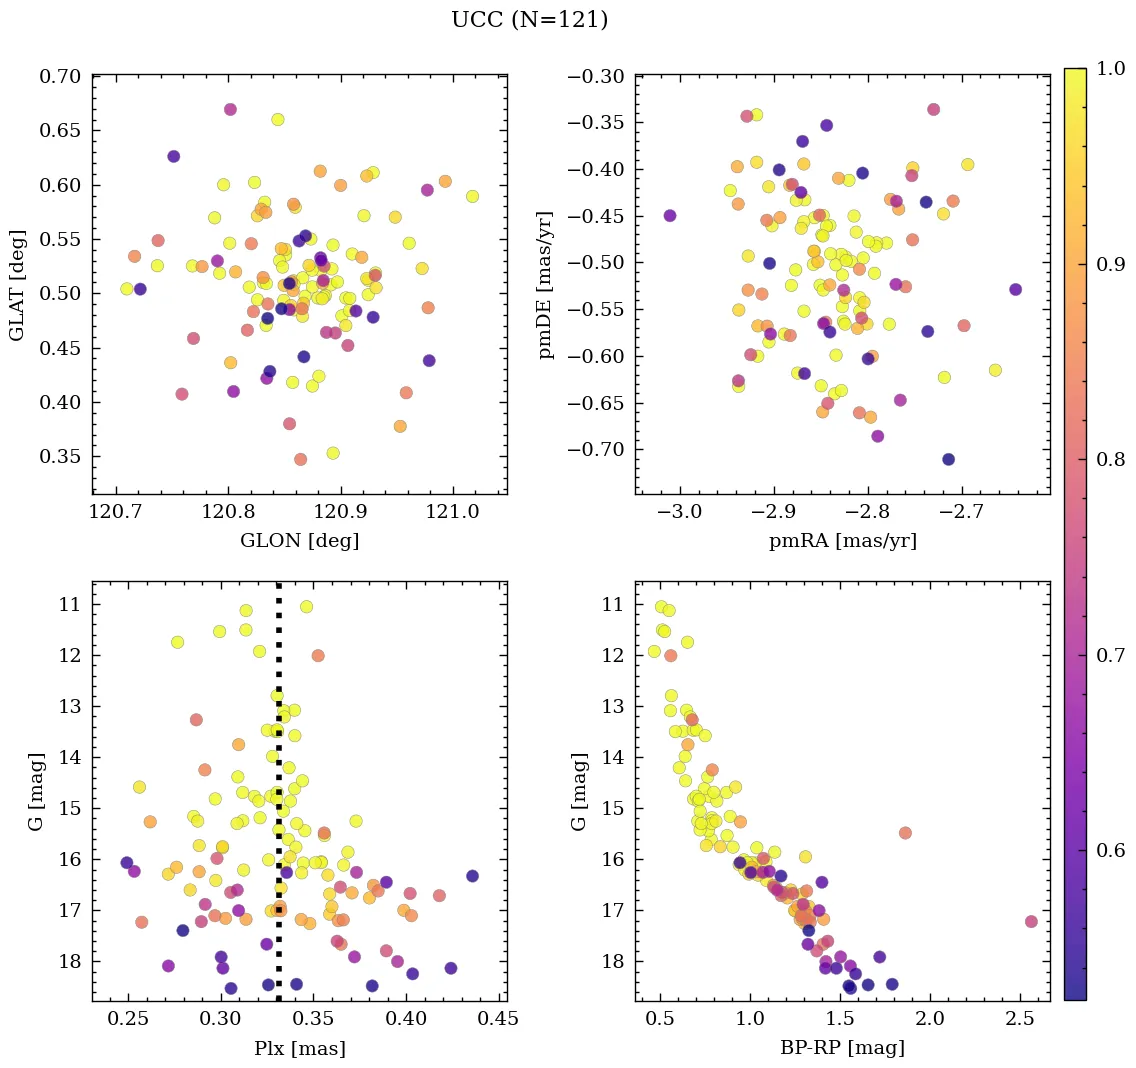 UCC (N=121)
0.70
0.65
0.60
0.55
0.50
0.45
0.40
0.35
GLAT [deg]
120.7 120.8 120.9 121.0
GLON [deg]
−0.30
−0.35
−0.40
−0.45
−0.50
−0.55
−0.60
−0.65
−0.70
pmDE [mas/yr]
−3.0 −2.9 −2.8 −2.7
pmRA [mas/yr]
1.0
0.9
0.8
0.7
0.6
11
12
13
14
15
16
17
18
G [mag]
0.25 0.30 0.35 0.40 0.45
Plx [mas]
11
12
13
14
15
16
17
18
G [mag]
0.5 1.0 1.5 2.0 2.5
BP-RP [mag]